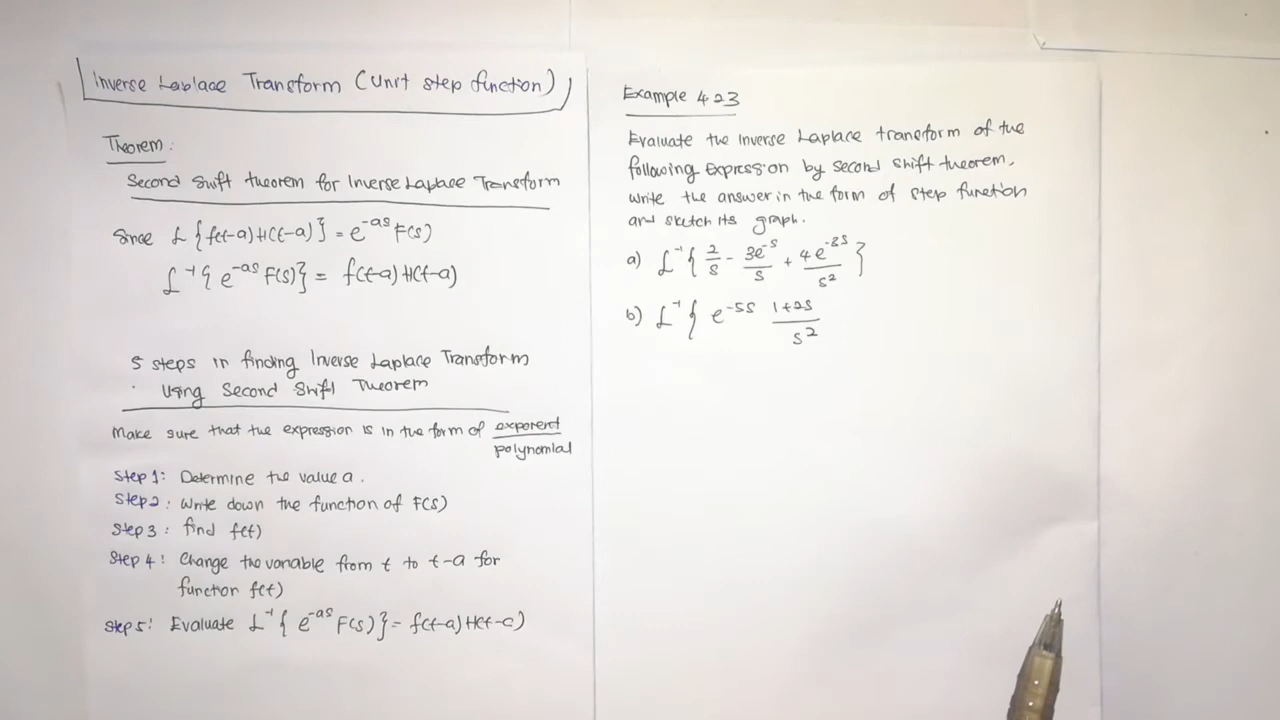 Inverse Laplace Transform (Unit step function)
Theorem:
Second Shift theorem for Inverse Laplace Transform
Since ℒ{f(t-a)H(t-a)} = e^{-as}F(s)
ℒ^{-1}{e^{-as}F(s)} = f(t-a)H(t-a)
5 steps in finding Inverse Laplace Transform
using Second Shift Theorem
Make sure that the expression is in the form of exponent/polynomial
Step 1: Determine the value a.
Step 2: Write down the function of F(s)
Step 3: find f(t)
Step 4: Change the variable from t to t-a for
function f(t)
Step 5: Evaluate ℒ^{-1}{e^{-as}F(s)} = f(t-a)H(t-a)
Example 4.23
Evaluate the Inverse Laplace transform of the
following expression by second shift theorem.
Write the answer in the form of step function
and sketch its graph.
a) ℒ^{-1}{2/s - 3e^{-s}/s + 4e^{-2s}/s^2}
b) ℒ^{-1}{e^{-5s} (1+2s)/s^2